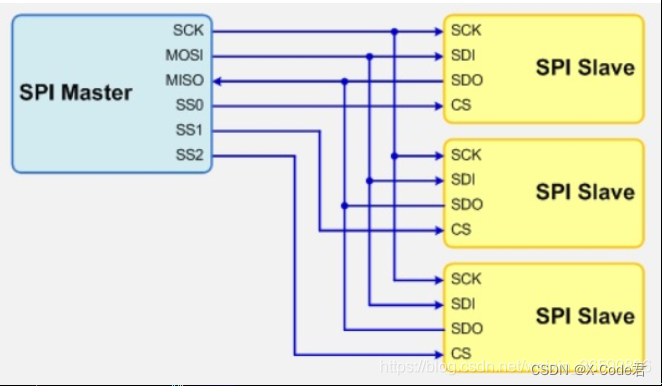 SPI Master
SCK
MOSI
MISO
SS0
SS1
SS2
SCK
SDI
SDO
CS
SPI Slave
SCK
SDI
SDO
CS
SPI Slave
SCK
SDI
SDO
CS
SPI Slave
https://blog.csdn.net/
CSDN @X-Code君